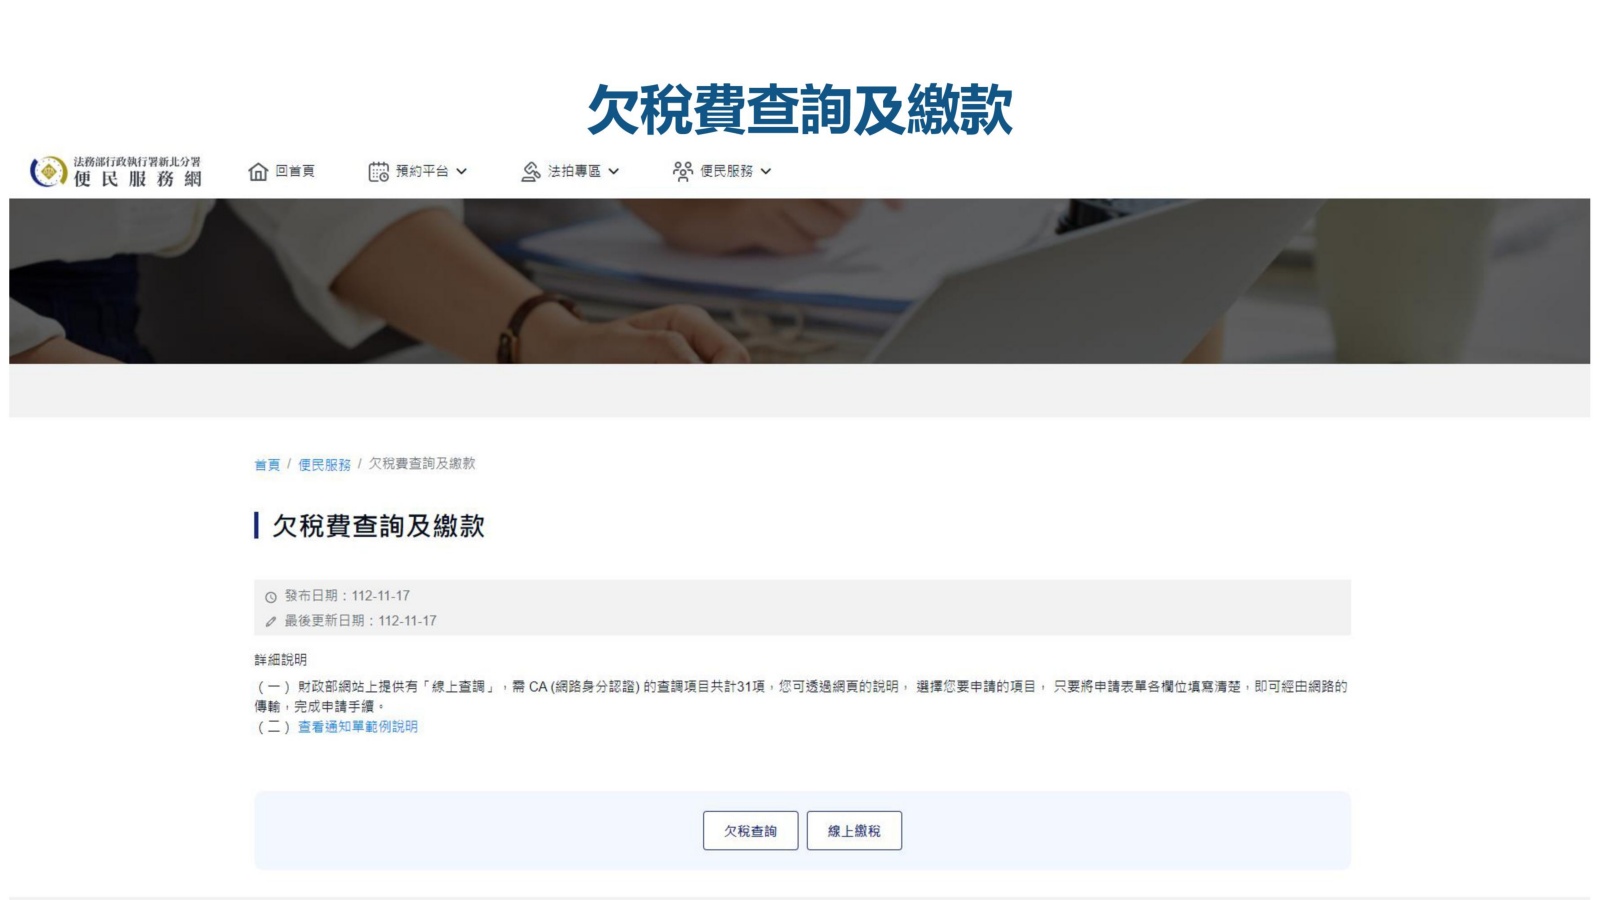 欠稅費查詢及繳款
法務部行政執行署新北分署
便民服務網
回首頁
預約平台
法拍專區
便民服務
首頁 / 便民服務 / 欠稅費查詢及繳款
欠稅費查詢及繳款
發布日期：112-11-17
最後更新日期：112-11-17
詳細說明
（一） 財政部網站上提供有「線上查調」，需 CA (網路身分認證) 的查調項目共計31項，您可透過網頁的說明， 選擇您要申請的項目， 只要將申請表單各欄位填寫清楚，即可經由網路的
傳輸，完成申請手續。
（二） 查看通知單範例說明
欠稅查詢
線上繳稅